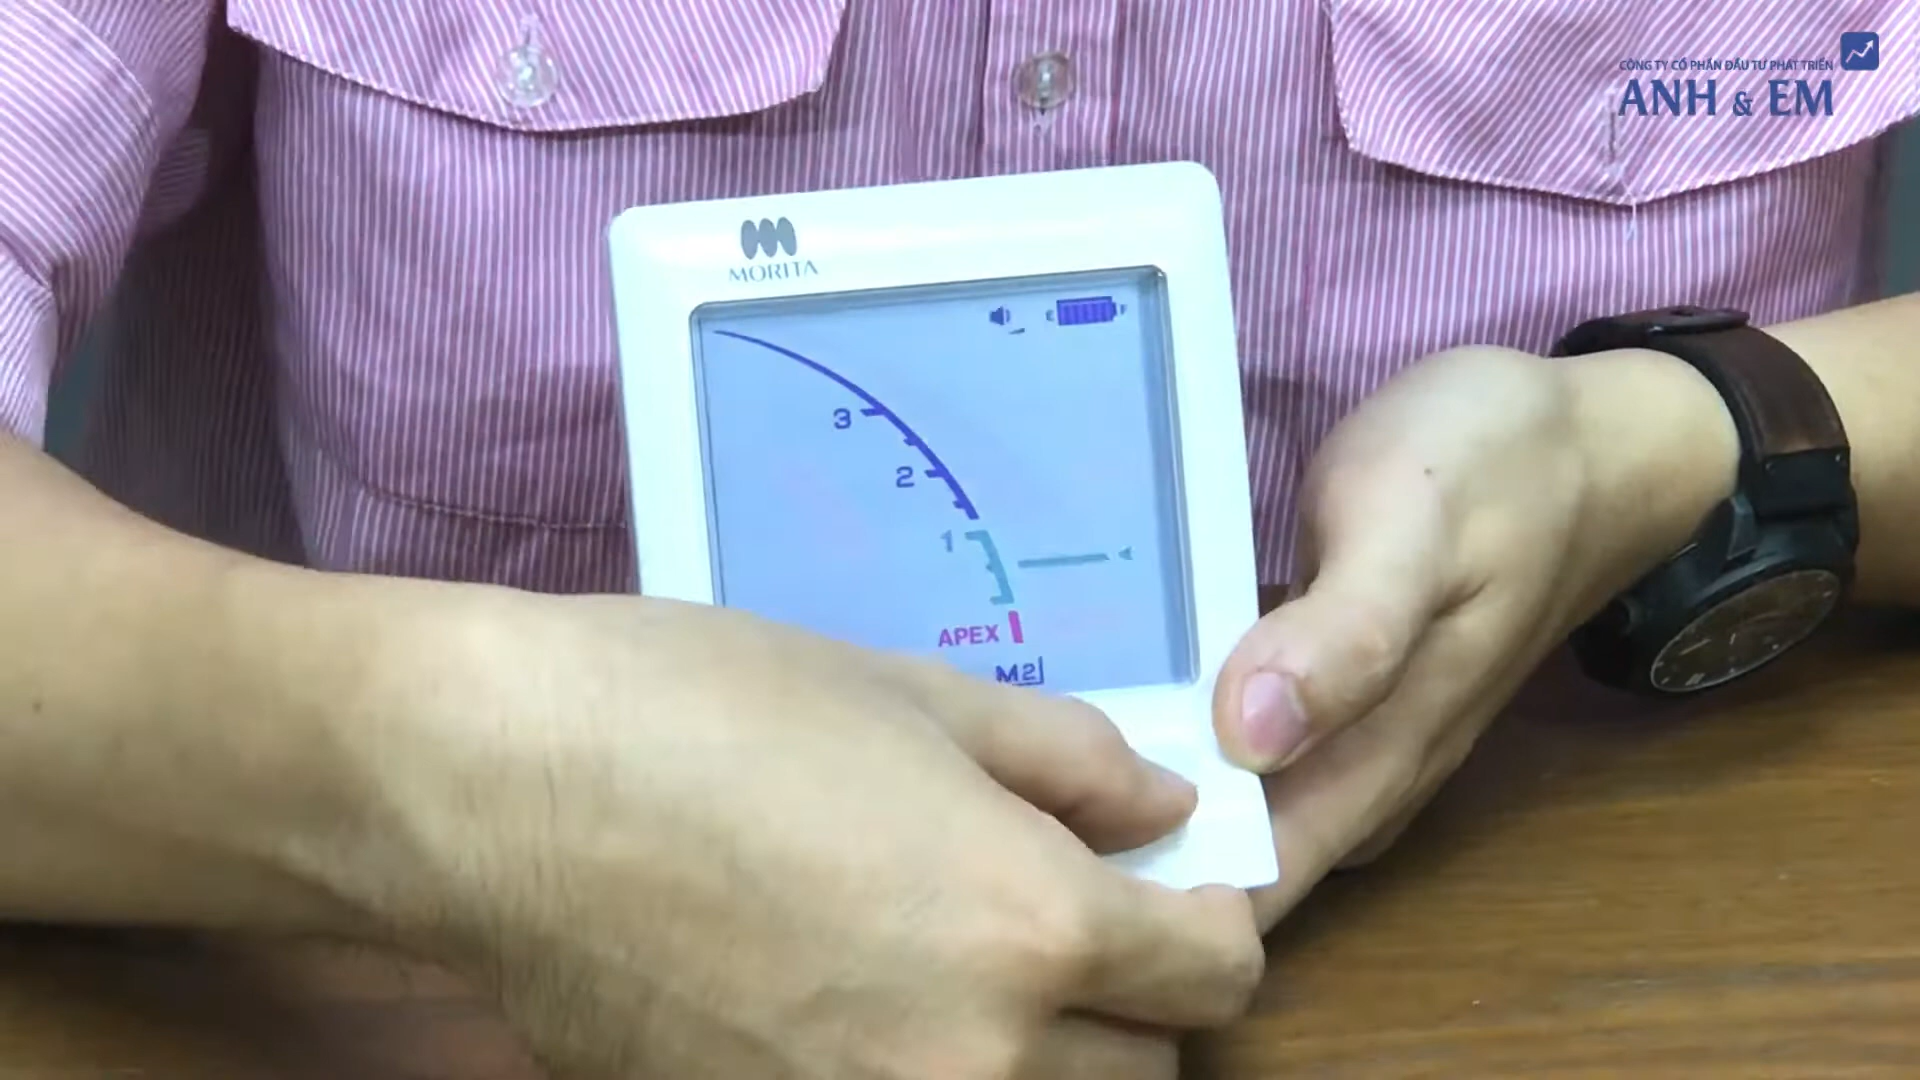 CÔNG TY CỔ PHẦN ĐẦU TƯ PHÁT TRIỂN
ANH & EM
MORITA
E F
3
2
1
APEX
M2